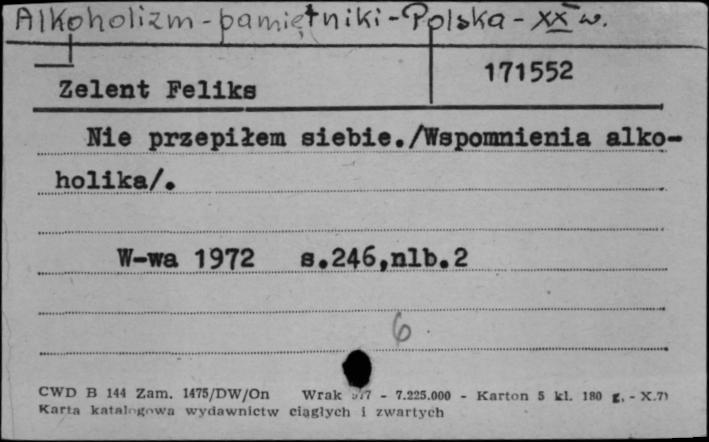 Alkoholizm - pamiętniki - Polska - XX w.
171552
Zelent Feliks
Nie przepiłem siebie./Wspomnienia alko-
holika/.
W-wa 1972 s.246,nlb.2
6
CWD B 144 Zam. 1475/DW/On Wrak - 7.225.000 - Karton 5 kl. 180 g. - X.71
Karta katalogowa wydawnictw ciągłych i zwartych